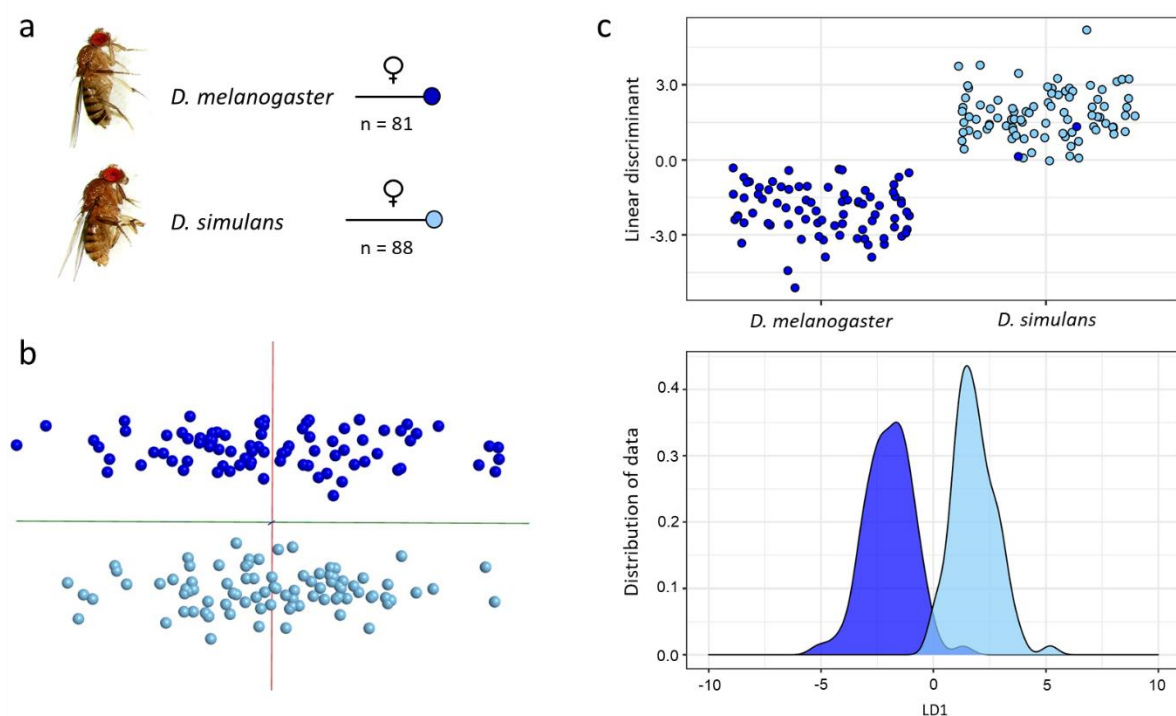 a
♀
D. melanogaster
n = 81
♀
D. simulans
n = 88
b
c
Linear discriminant
3.0
0.0
-3.0
D. melanogaster
D. simulans
Distribution of data
0.4
0.3
0.2
0.1
0.0
-10
-5
0
5
10
LD1